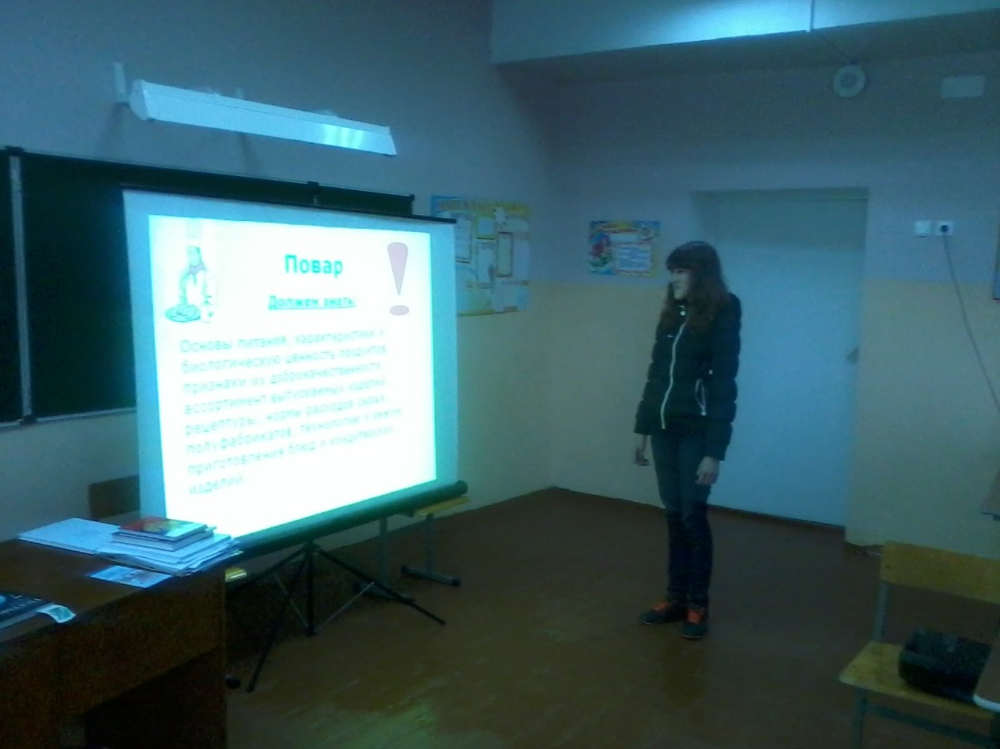 Повар
Должен знать:
Основы питания, характеристики и
биологическую ценность продуктов,
признаки их доброкачественности,
ассортимент выпускаемых изделий,
рецептуры, нормы расходов сырья,
полуфабрикатов, технологию и режим
приготовления блюд и кондитерских
изделий.